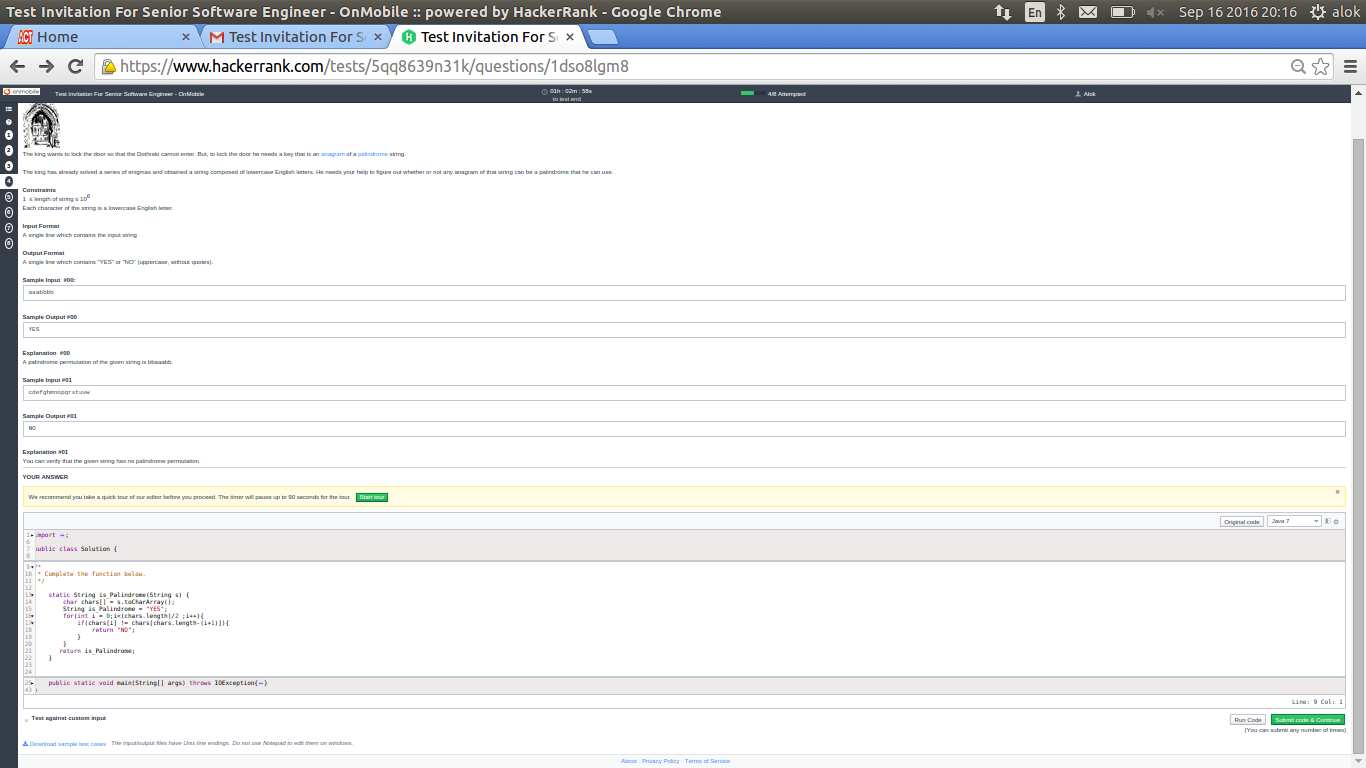 Test Invitation For Senior Software Engineer - OnMobile :: powered by HackerRank - Google Chrome
En
Sep 16 2016 20:16
alok
ACT Home ×
Test Invitation For S ×
Test Invitation For S ×
https://www.hackerrank.com/tests/5qq8639n31k/questions/1dso8lgm8
onmobile
Test Invitation For Senior Software Engineer - OnMobile
01h : 02m : 58s
to test end
4/8 Attempted
Alok
1
2
3
4
5
6
7
8
The king wants to lock the door so that the Dothraki cannot enter. But, to lock the door he needs a key that is an anagram of a palindrome string.
The king has already solved a series of enigmas and obtained a string composed of lowercase English letters. He needs your help to figure out whether or not any anagram of that string can be a palindrome that he can use.
Constraints
1 ≤ length of string ≤ 10^6
Each character of the string is a lowercase English letter.
Input Format
A single line which contains the input string
Output Format
A single line which contains "YES" or "NO" (uppercase, without quotes).
Sample Input #00:
aaabbbb
Sample Output #00
YES
Explanation #00
A palindrome permutation of the given string is bbaaabb.
Sample Input #01
cdefghmnopqrstuvw
Sample Output #01
NO
Explanation #01
You can verify that the given string has no palindrome permutation.
YOUR ANSWER
We recommend you take a quick tour of our editor before you proceed. The timer will pause up to 90 seconds for the tour. Start tour ×
Original code Java 7
1 import ↔;
6
7 public class Solution {
8
9 /*
10 * Complete the function below.
11 */
12
13 static String is_Palindrome(String s) {
14 char chars[] = s.toCharArray();
15 String is_Palindrome = "YES";
16 for(int i = 0;i<(chars.length)/2 ;i++){
17 if(chars[i] != chars[chars.length-(i+1)]){
18 return "NO";
19 }
20 }
21 return is_Palindrome;
22 }
23
24
25 public static void main(String[] args) throws IOException{↔}
43 }
Line: 9 Col: 1
Test against custom input
Run Code Submit code & Continue
(You can submit any number of times)
Download sample test cases The input/output files have Unix line endings. Do not use Notepad to edit them on windows.
About Privacy Policy Terms of Service